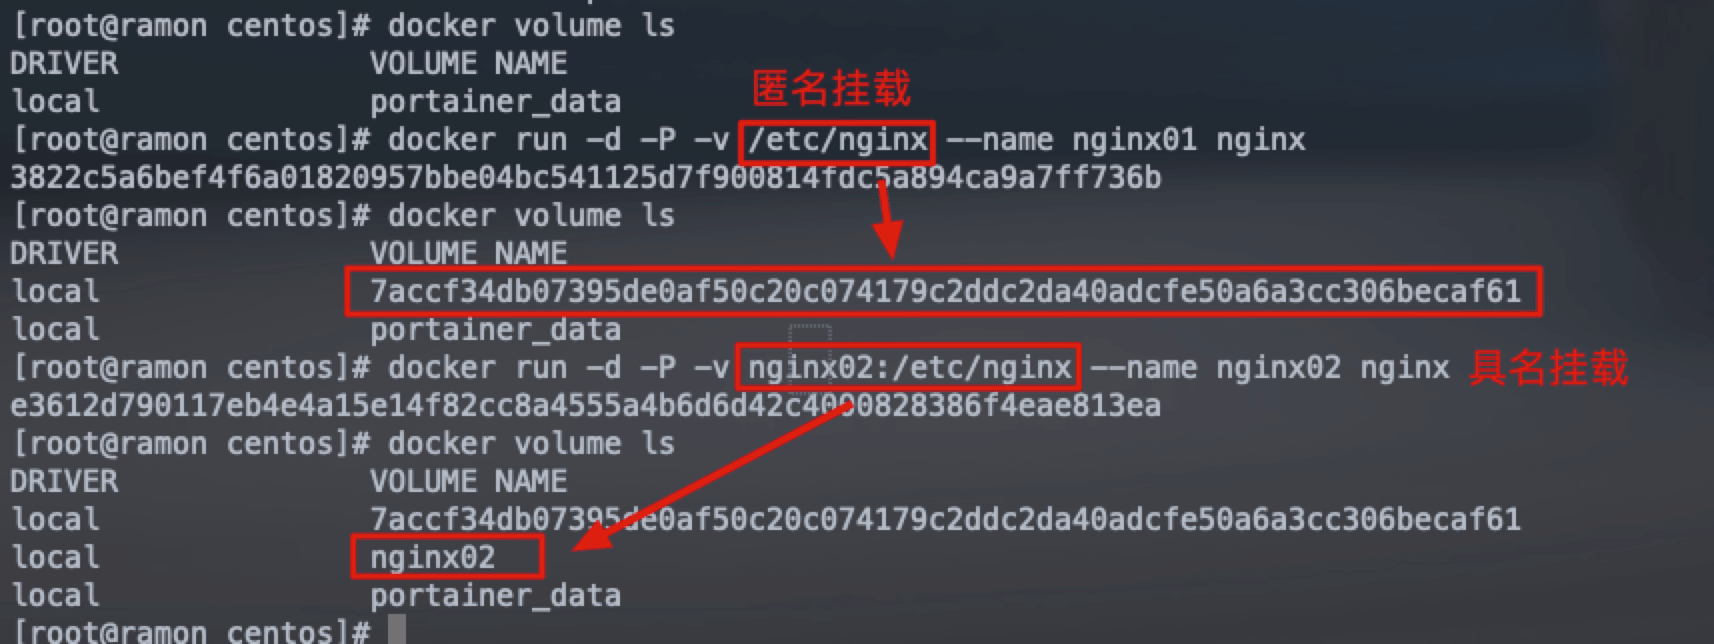 [root@ramon centos]# docker volume ls
DRIVER VOLUME NAME
local portainer_data
匿名挂载
[root@ramon centos]# docker run -d -P -v /etc/nginx --name nginx01 nginx
3822c5a6bef4f6a01820957bbe04bc541125d7f900814fdc5a894ca9a7ff736b
[root@ramon centos]# docker volume ls
DRIVER VOLUME NAME
local 7accf34db07395de0af50c20c074179c2ddc2da40adcfe50a6a3cc306becaf61
local portainer_data
[root@ramon centos]# docker run -d -P -v nginx02:/etc/nginx --name nginx02 nginx 具名挂载
e3612d790117eb4e4a15e14f82cc8a4555a4b6d6d42c4000828386f4eae813ea
[root@ramon centos]# docker volume ls
DRIVER VOLUME NAME
local 7accf34db07395de0af50c20c074179c2ddc2da40adcfe50a6a3cc306becaf61
local nginx02
local portainer_data
[root@ramon centos]#